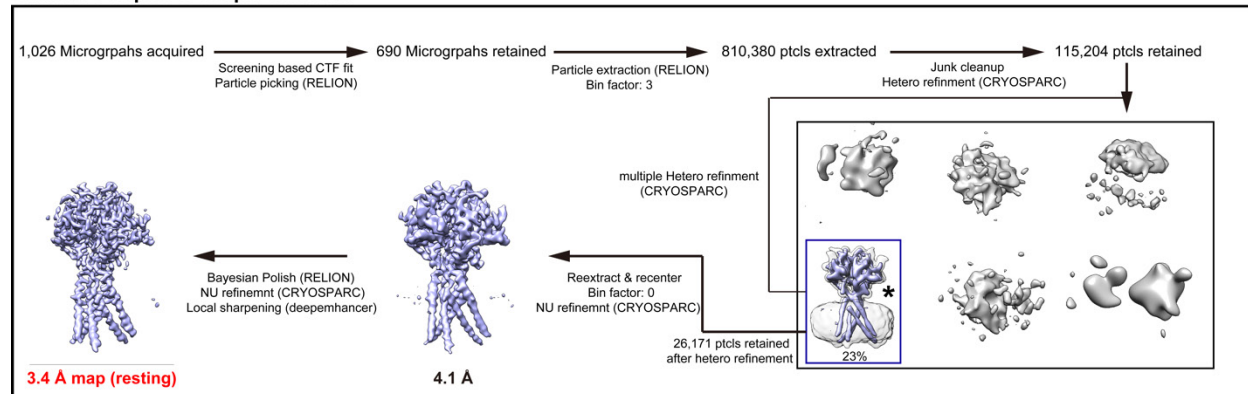 1,026 Microgrpahs acquired
Screening based CTF fit
Particle picking (RELION)
690 Microgrpahs retained
Particle extraction (RELION)
Bin factor: 3
810,380 ptcls extracted
Junk cleanup
Hetero refinment (CRYOSPARC)
115,204 ptcls retained
multiple Hetero refinment
(CRYOSPARC)
*
23%
26,171 ptcls retained
after hetero refinement
Reextract & recenter
Bin factor: 0
NU refinemnt (CRYOSPARC)
4.1 Å
Bayesian Polish (RELION)
NU refinemnt (CRYOSPARC)
Local sharpening (deepemhancer)
3.4 Å map (resting)